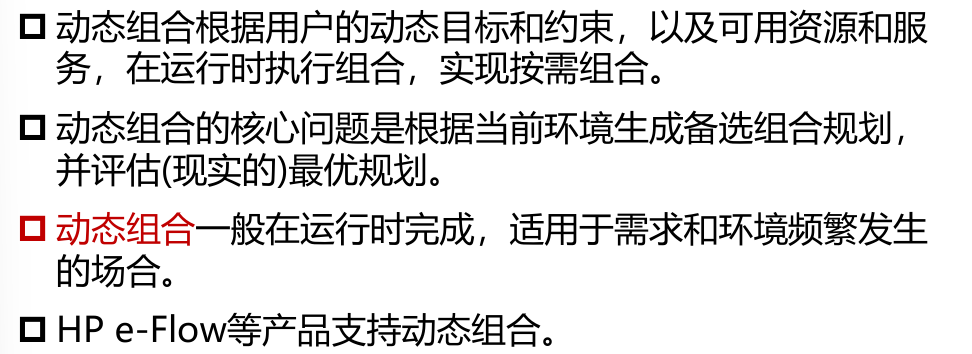 动态组合根据用户的动态目标和约束，以及可用资源和服
务，在运行时执行组合，实现按需组合。
动态组合的核心问题是根据当前环境生成备选组合规划，
并评估(现实的)最优规划。
动态组合一般在运行时完成，适用于需求和环境频繁发生
的场合。
HP e-Flow等产品支持动态组合。